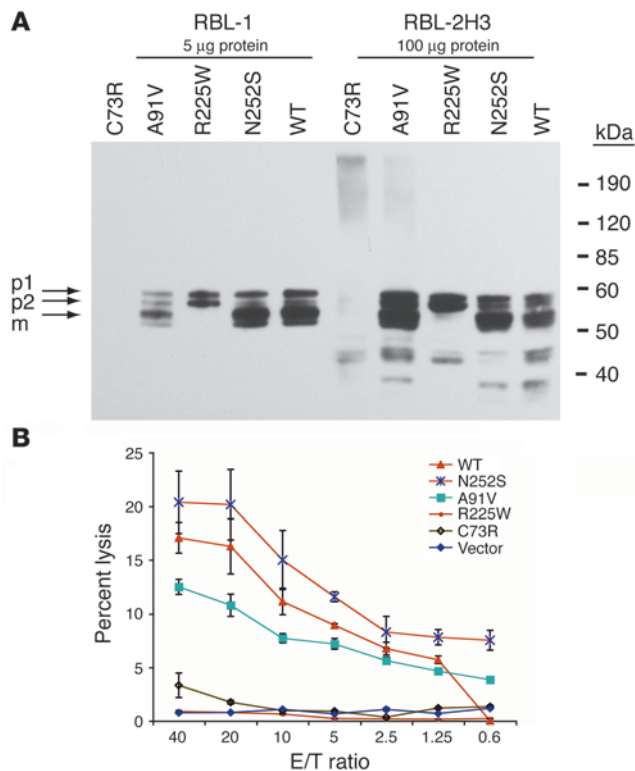 A
RBL-1
RBL-2H3
5 µg protein
100 µg protein
C73R
A91V
R225W
N252S
WT
C73R
A91V
R225W
N252S
WT
kDa
190
120
85
60
50
40
p1
p2
m
B
25
20
15
10
5
0
Percent lysis
WT
N252S
A91V
R225W
C73R
Vector
40 20 10 5 2.5 1.25 0.6
E/T ratio